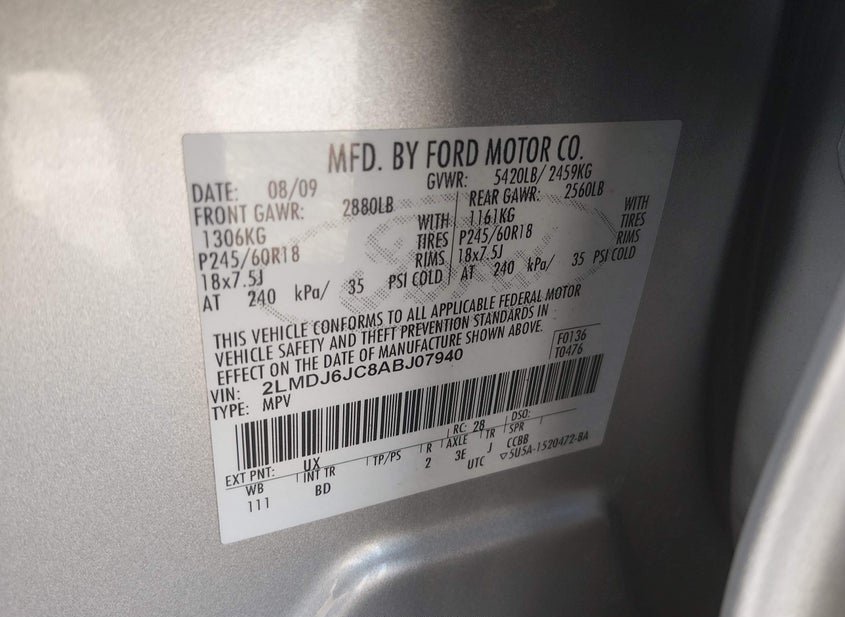 MFD. BY FORD MOTOR CO.
DATE: 08/09 GVWR: 5420LB/ 2459KG
FRONT GAWR: 2880LB REAR GAWR: 2560LB
1306KG WITH 1161KG WITH
P245/60R18 TIRES P245/60R18 TIRES
18x7.5J RIMS 18x7.5J RIMS
AT 240 kPa/ 35 PSI COLD AT 240 kPa/ 35 PSI COLD
THIS VEHICLE CONFORMS TO ALL APPLICABLE FEDERAL MOTOR
VEHICLE SAFETY AND THEFT PREVENTION STANDARDS IN
EFFECT ON THE DATE OF MANUFACTURE SHOWN ABOVE.
F0136
T0476
VIN: 2LMDJ6JC8ABJ07940
TYPE: MPV
EXT PNT: UX RC: 28 DSO:
WB INT TR TP/PS R AXLE TR SPR
111 BD 2 3E J CCBB
UTC ▽5U5A-1520472-BA